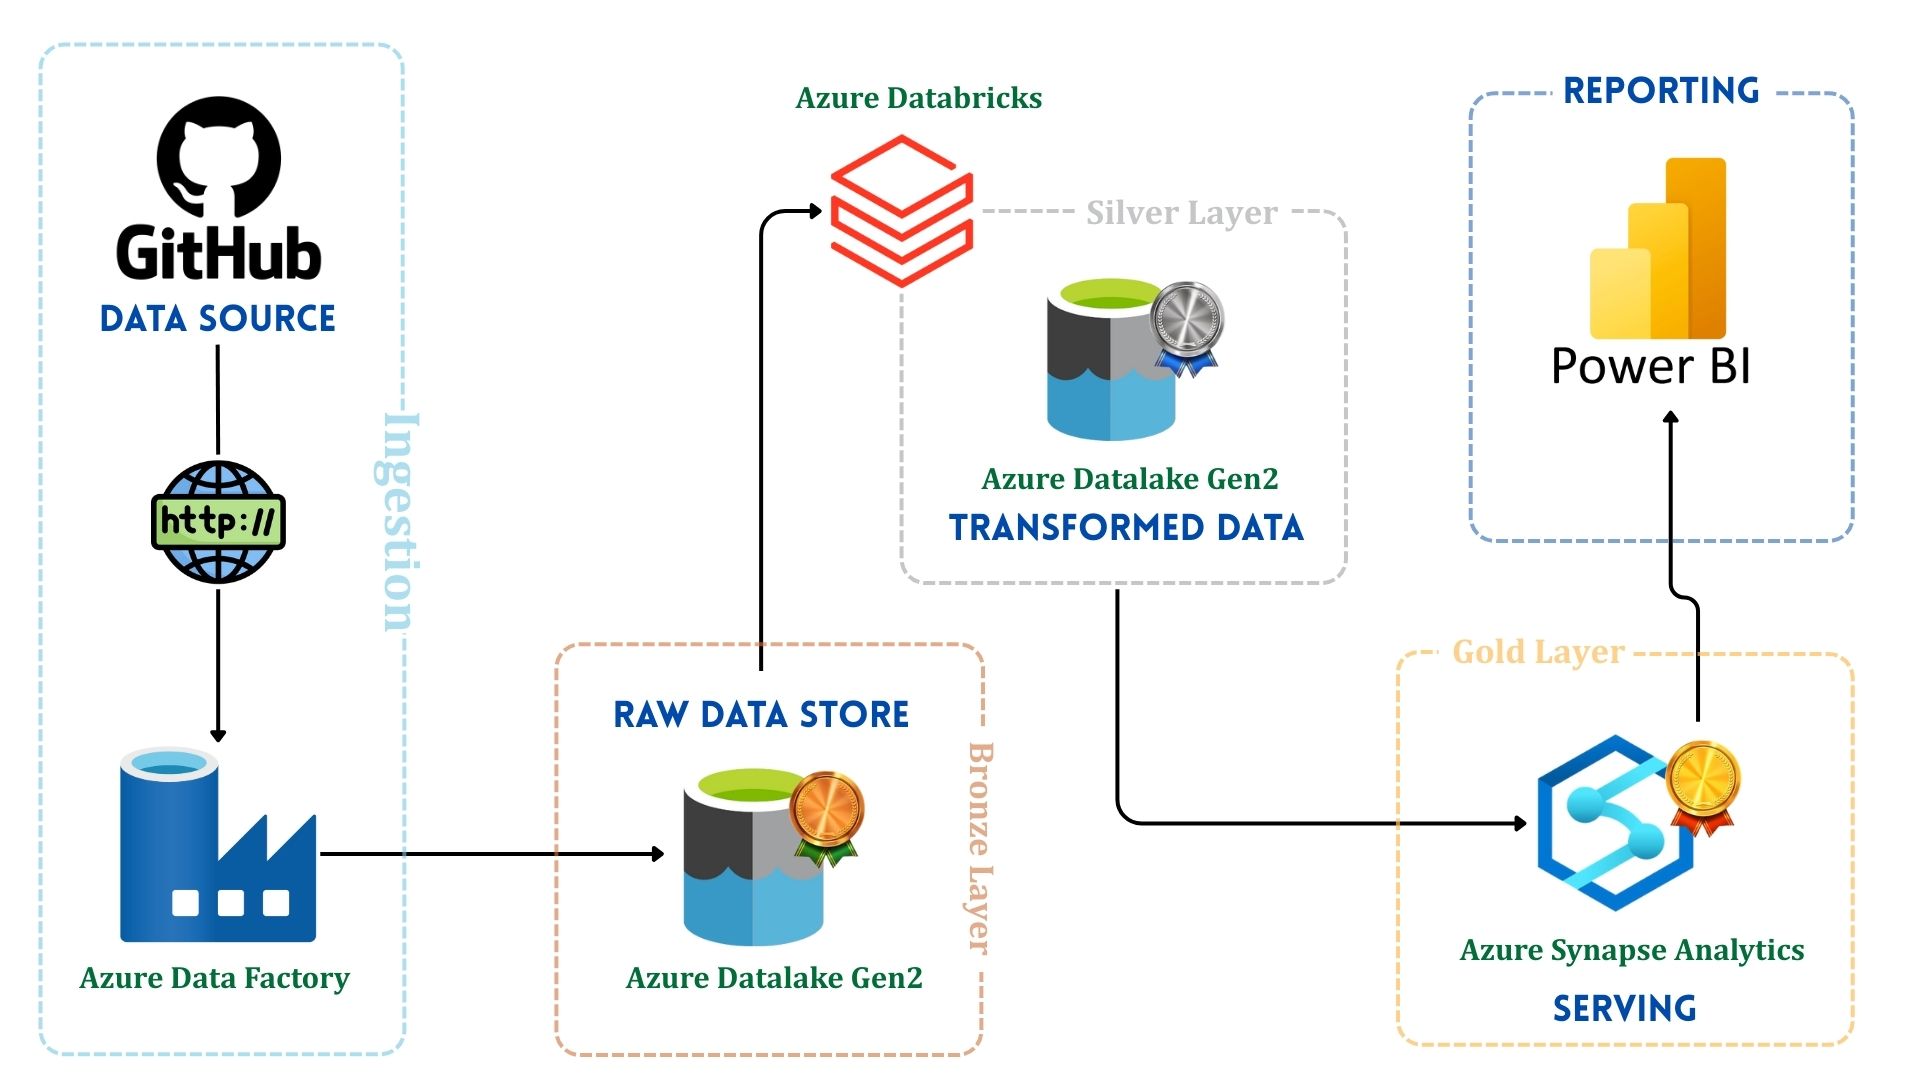 GitHub
DATA SOURCE
http://
Ingestion
Azure Data Factory
RAW DATA STORE
Bronze Layer
Azure Datalake Gen2
Azure Databricks
Silver Layer
Azure Datalake Gen2
TRANSFORMED DATA
Gold Layer
Azure Synapse Analytics
SERVING
REPORTING
Power BI